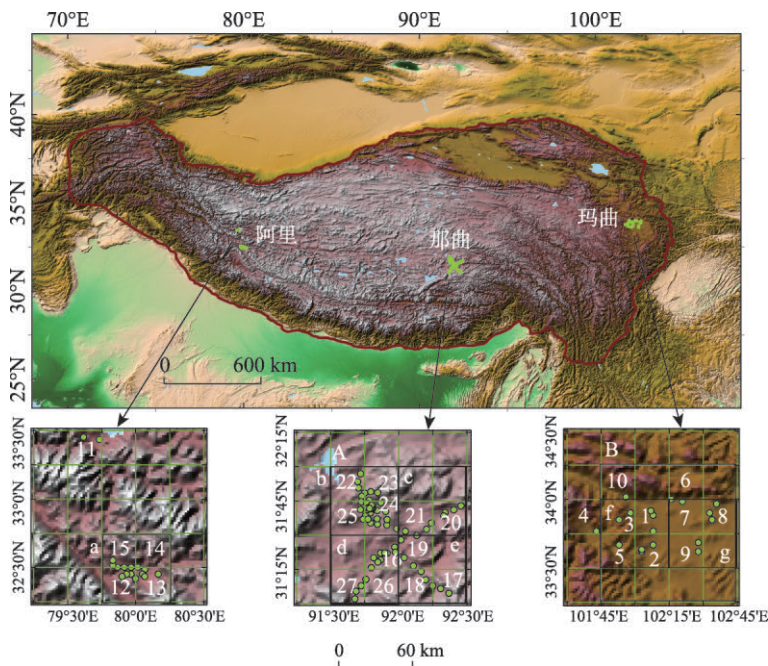 70°E 80°E 90°E 100°E
40°N
35°N
30°N
25°N
阿里
那曲
玛曲
0 600 km
33°30'N
33°0'N
32°30'N
11
a 15 14
12 13
79°30'E 80°0'E 80°30'E
32°15'N
31°45'N
31°15'N
A
b 22 23 c
24
25 21 20
d 16 19 e
27 26 18 17
91°30'E 92°0'E 92°30'E
34°30'N
34°0'N
33°30'N
B
10 6
4 f 3 1 7 8
5 2 9 g
101°45'E 102°15'E 102°45'E
0 60 km